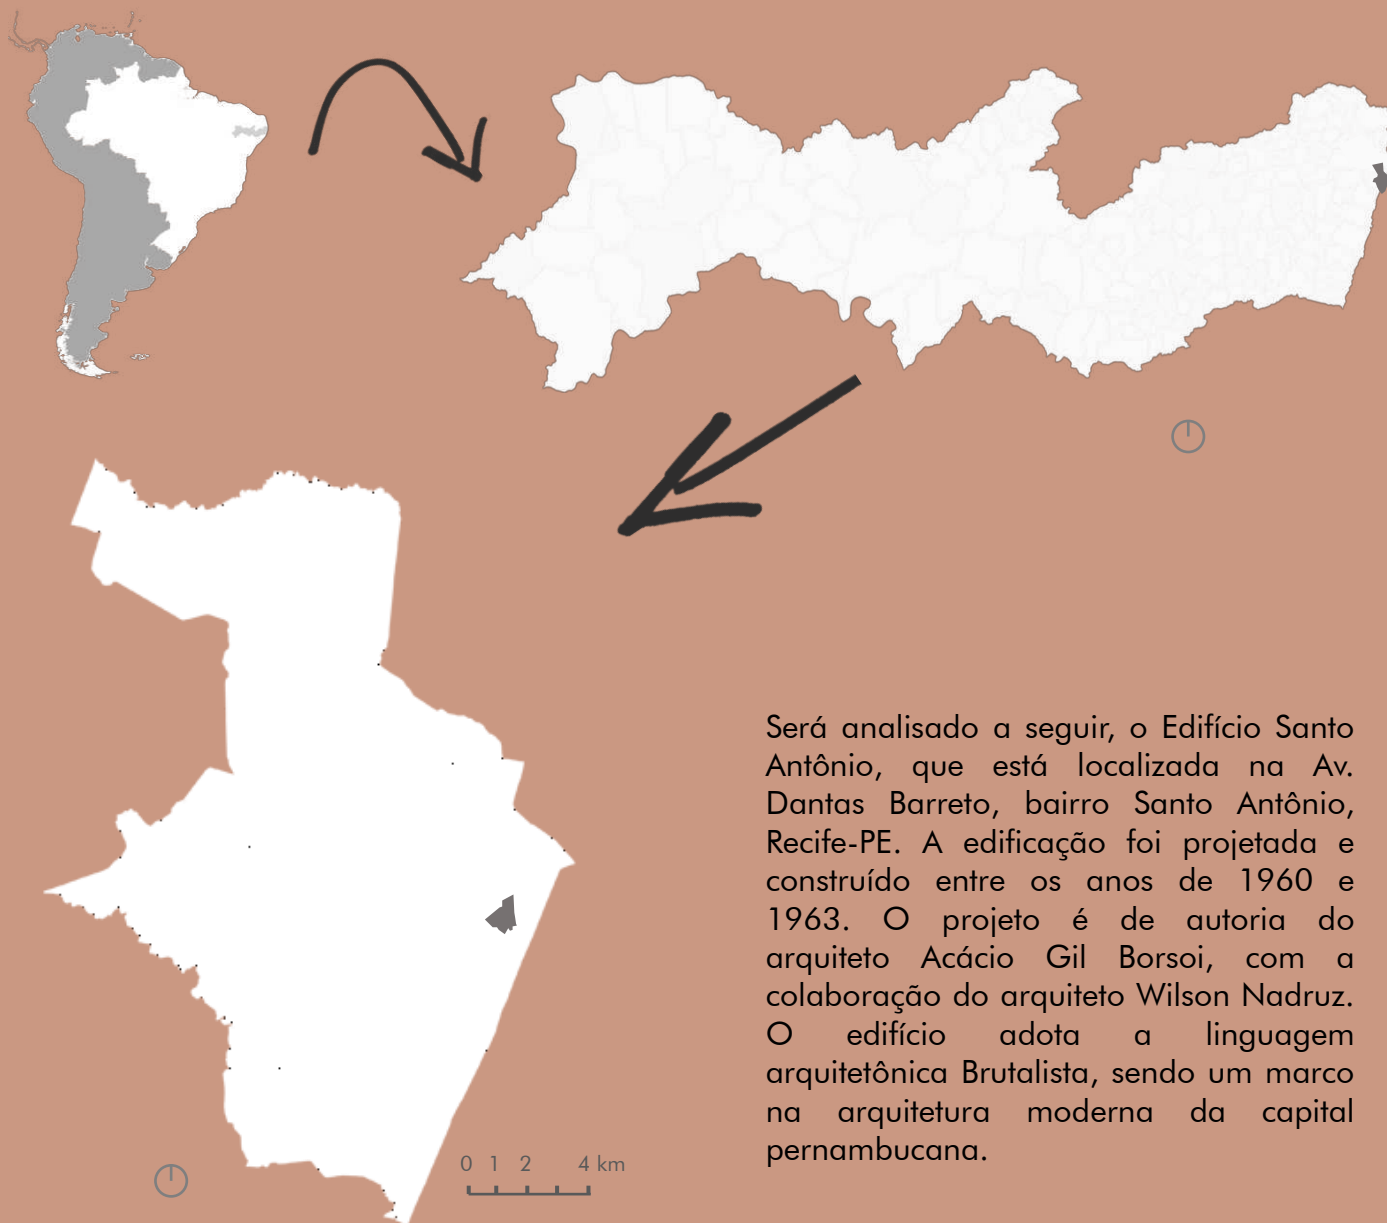 Será analisado a seguir, o Edifício Santo
Antônio, que está localizada na Av.
Dantas Barreto, bairro Santo Antônio,
Recife-PE. A edificação foi projetada e
construído entre os anos de 1960 e
1963. O projeto é de autoria do
arquiteto Acácio Gil Borsoi, com a
colaboração do arquiteto Wilson Nadruz.
O edifício adota a linguagem
arquitetônica Brutalista, sendo um marco
na arquitetura moderna da capital
pernambucana.
0 1 2 4 km